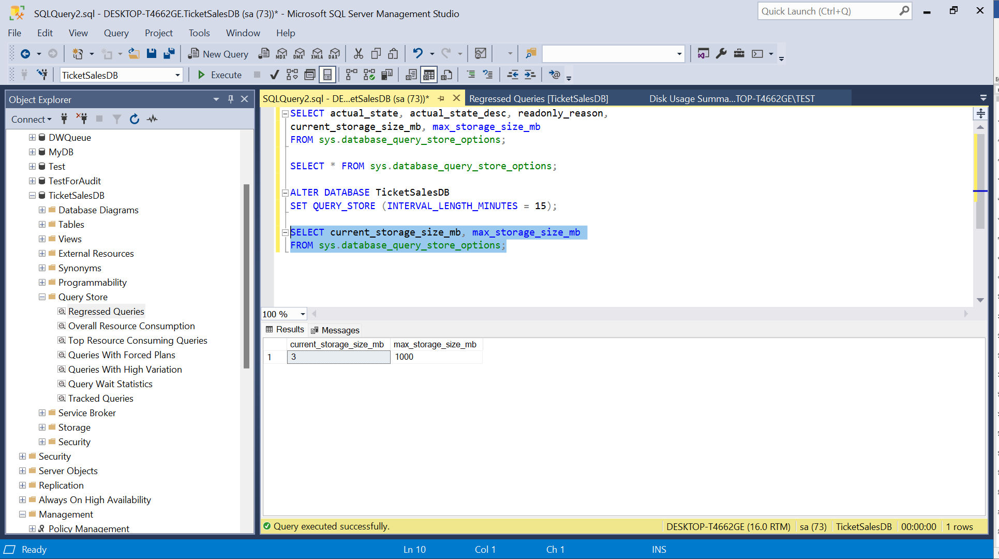 SQLQuery2.sql - DESKTOP-T4662GE.TicketSalesDB (sa (73))* - Microsoft SQL Server Management Studio
Quick Launch (Ctrl+Q)
File Edit View Query Project Tools Window Help
New Query MDX DMX XMLA DAX
TicketSalesDB Execute
Object Explorer
Connect
DWQueue
MyDB
Test
TestForAudit
TicketSalesDB
Database Diagrams
Tables
Views
External Resources
Synonyms
Programmability
Query Store
Regressed Queries
Overall Resource Consumption
Top Resource Consuming Queries
Queries With Forced Plans
Queries With High Variation
Query Wait Statistics
Tracked Queries
Service Broker
Storage
Security
Security
Server Objects
Replication
Always On High Availability
Management
Policy Management
SQLQuery2.sql - DE...etSalesDB (sa (73))* Regressed Queries [TicketSalesDB] Disk Usage Summa...TOP-T4662GE\TEST
SELECT actual_state, actual_state_desc, readonly_reason,
current_storage_size_mb, max_storage_size_mb
FROM sys.database_query_store_options;
SELECT * FROM sys.database_query_store_options;
ALTER DATABASE TicketSalesDB
SET QUERY_STORE (INTERVAL_LENGTH_MINUTES = 15);
SELECT current_storage_size_mb, max_storage_size_mb
FROM sys.database_query_store_options;
100 %
Results Messages
current_storage_size_mb max_storage_size_mb
1 3 1000
Query executed successfully. DESKTOP-T4662GE (16.0 RTM) sa (73) TicketSalesDB 00:00:00 1 rows
Ready Ln 10 Col 1 Ch 1 INS